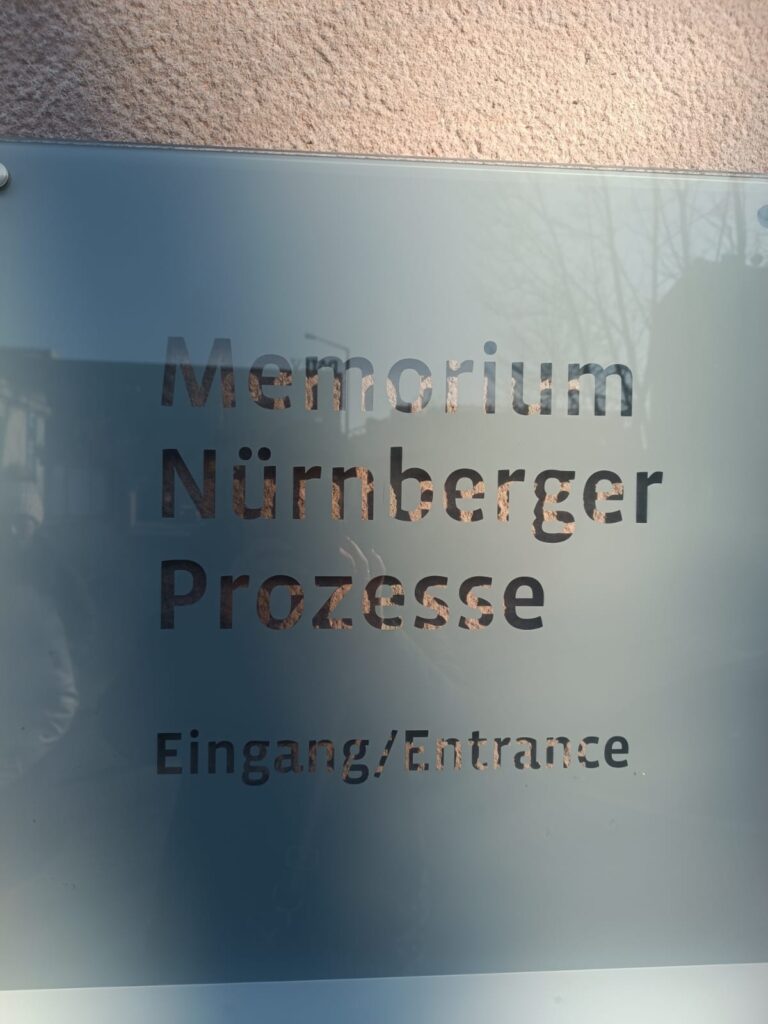 Memorium
Nürnberger
Prozesse
Eingang/Entrance